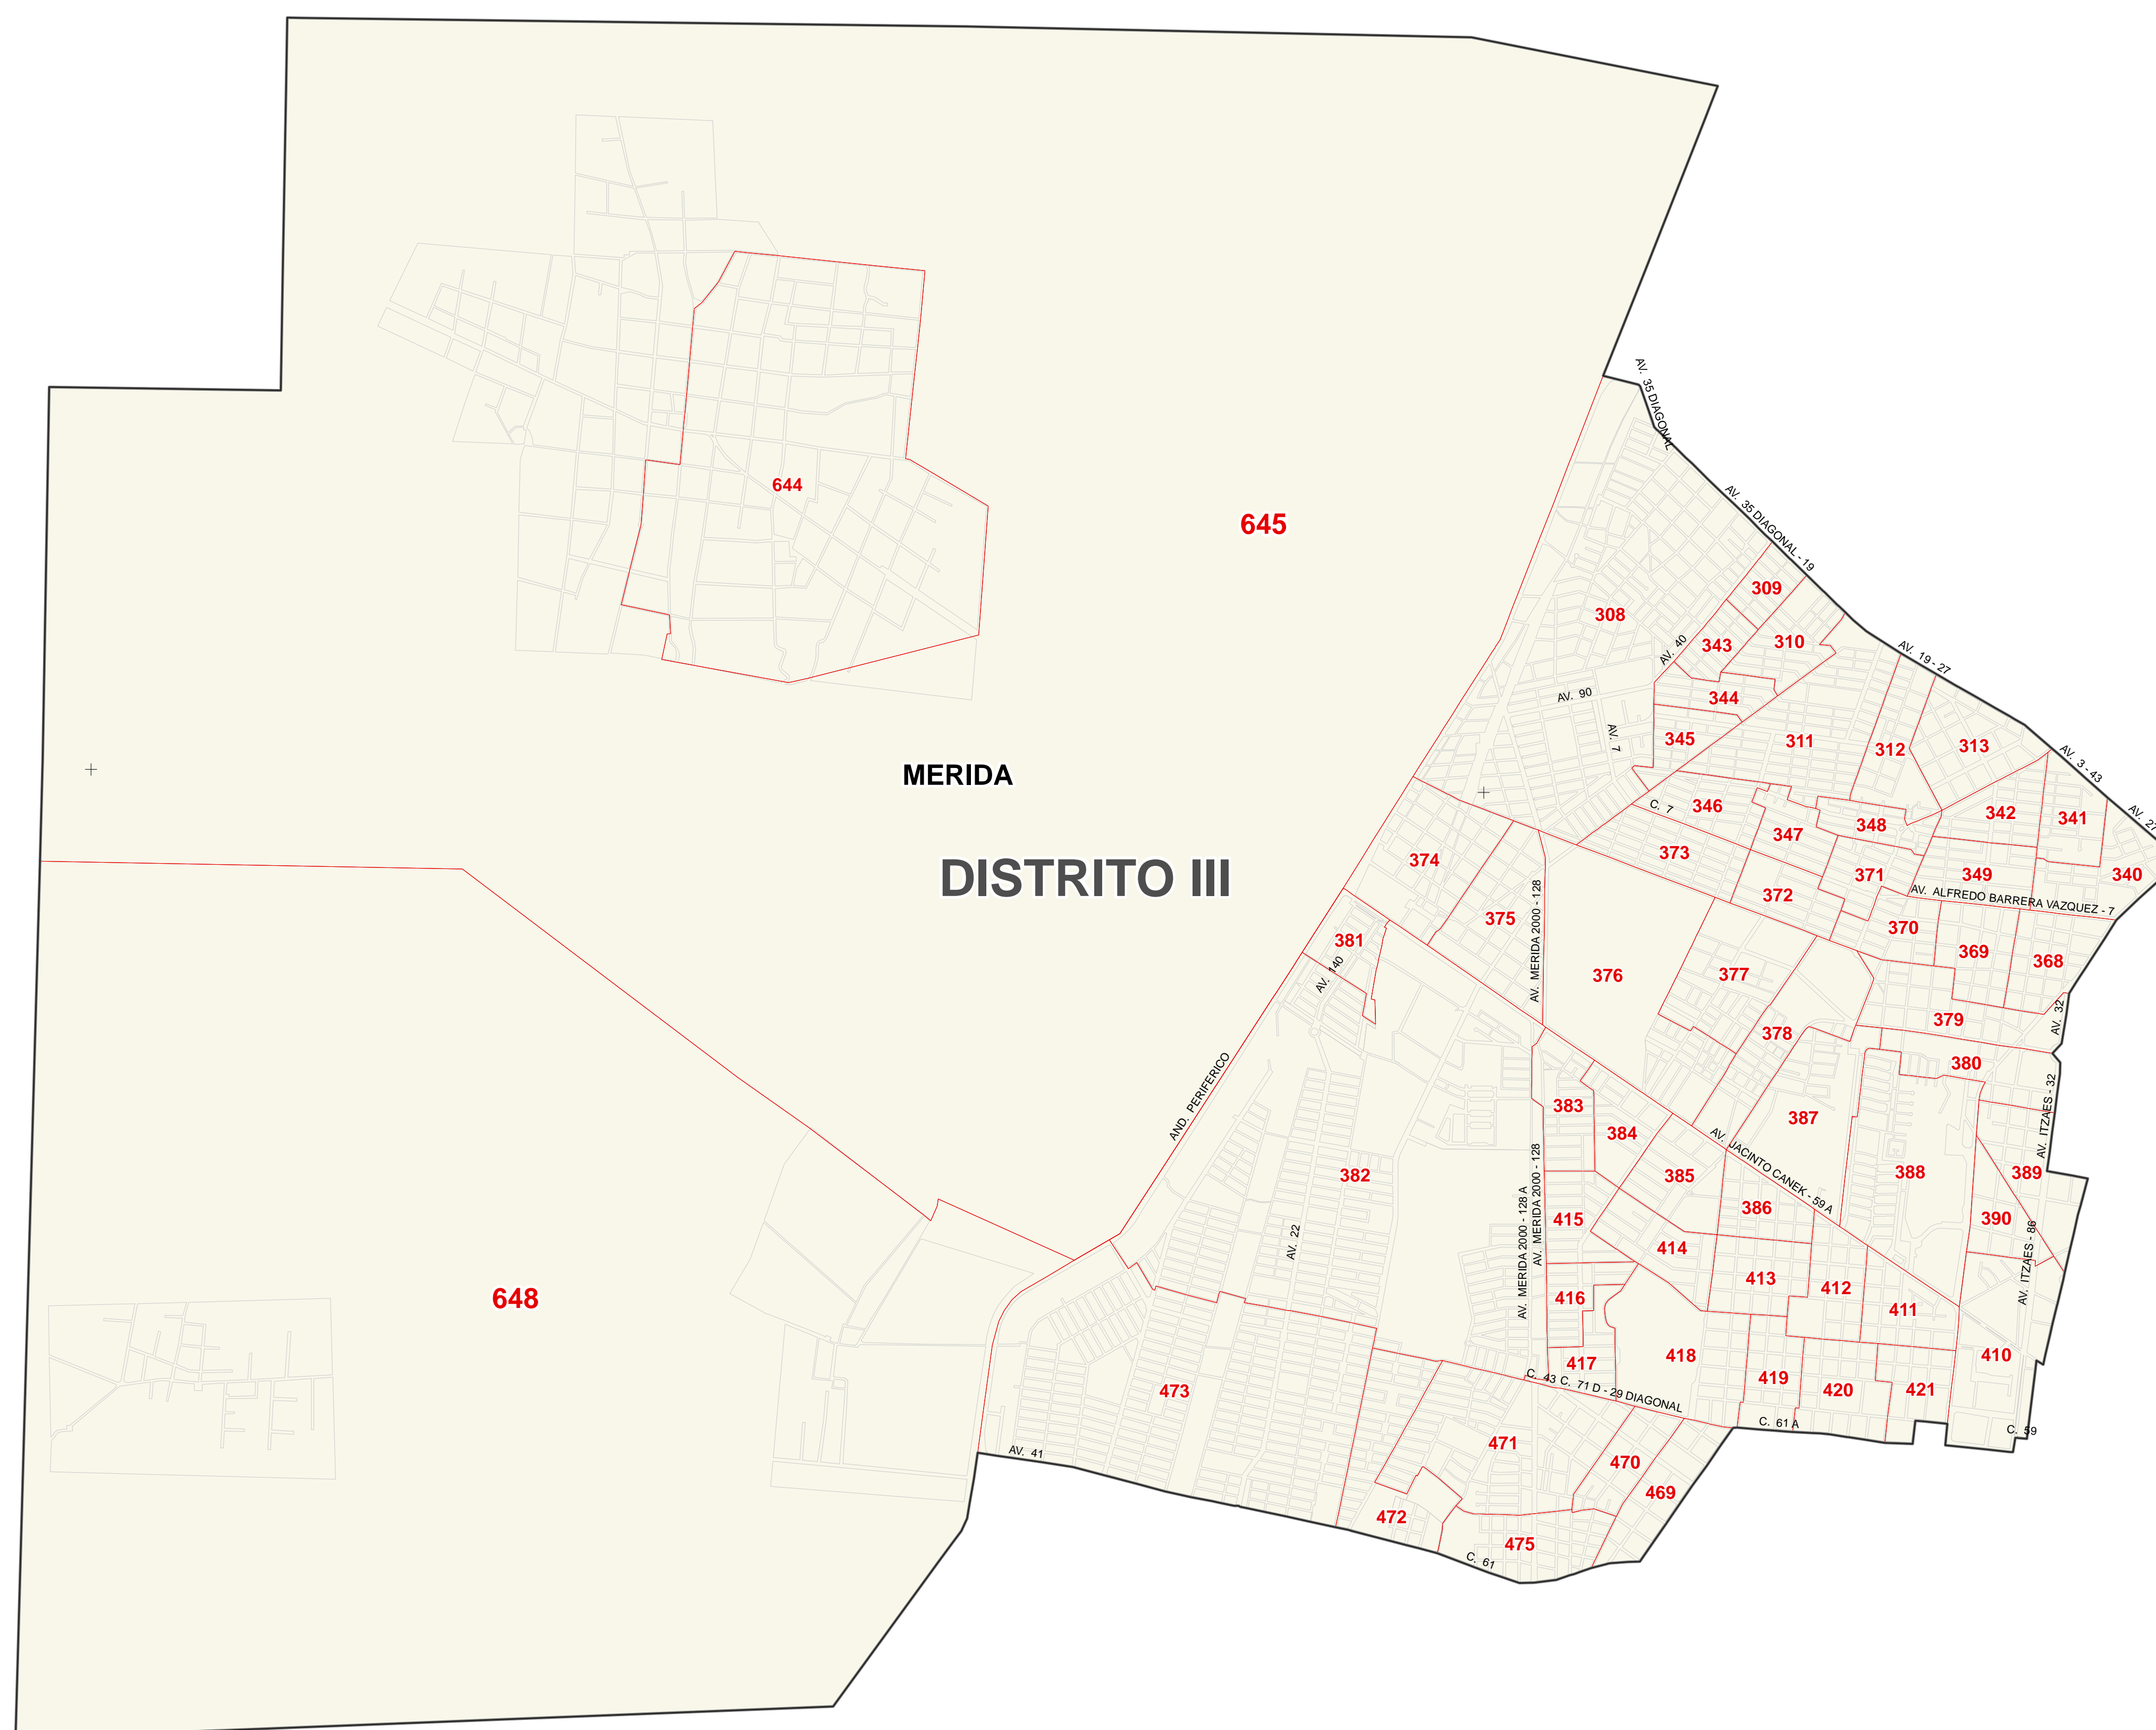 AV. 35 DIAGONAL
644
645
AV. 35 DIAGONAL - 19
309
308
343
310
AV. 40
AV. 19 - 27
AV. 90
344
AV. 7
345
311
312
313
AV. 3 - 43
MERIDA
C. 7
346
347
348
342
341
AV. 27
DISTRITO III
374
373
372
371
349
340
AV. ALFREDO BARRERA VAZQUEZ - 7
375
AV. MERIDA 2000 - 128
370
369
368
381
AV. 140
376
377
378
379
AV. 32
380
AND. PERIFERICO
383
384
387
AV. ITZAES - 32
AV. JACINTO CANEK - 59 A
382
385
388
389
AV. MERIDA 2000 - 128
AV. MERIDA 2000 - 128 A
415
386
390
AV. 22
414
AV. ITZAES - 86
648
416
413
412
411
473
417
418
419
420
421
410
C. 43
C. 71 D - 29 DIAGONAL
C. 61 A
C. 59
AV. 41
471
470
469
472
475
C. 61